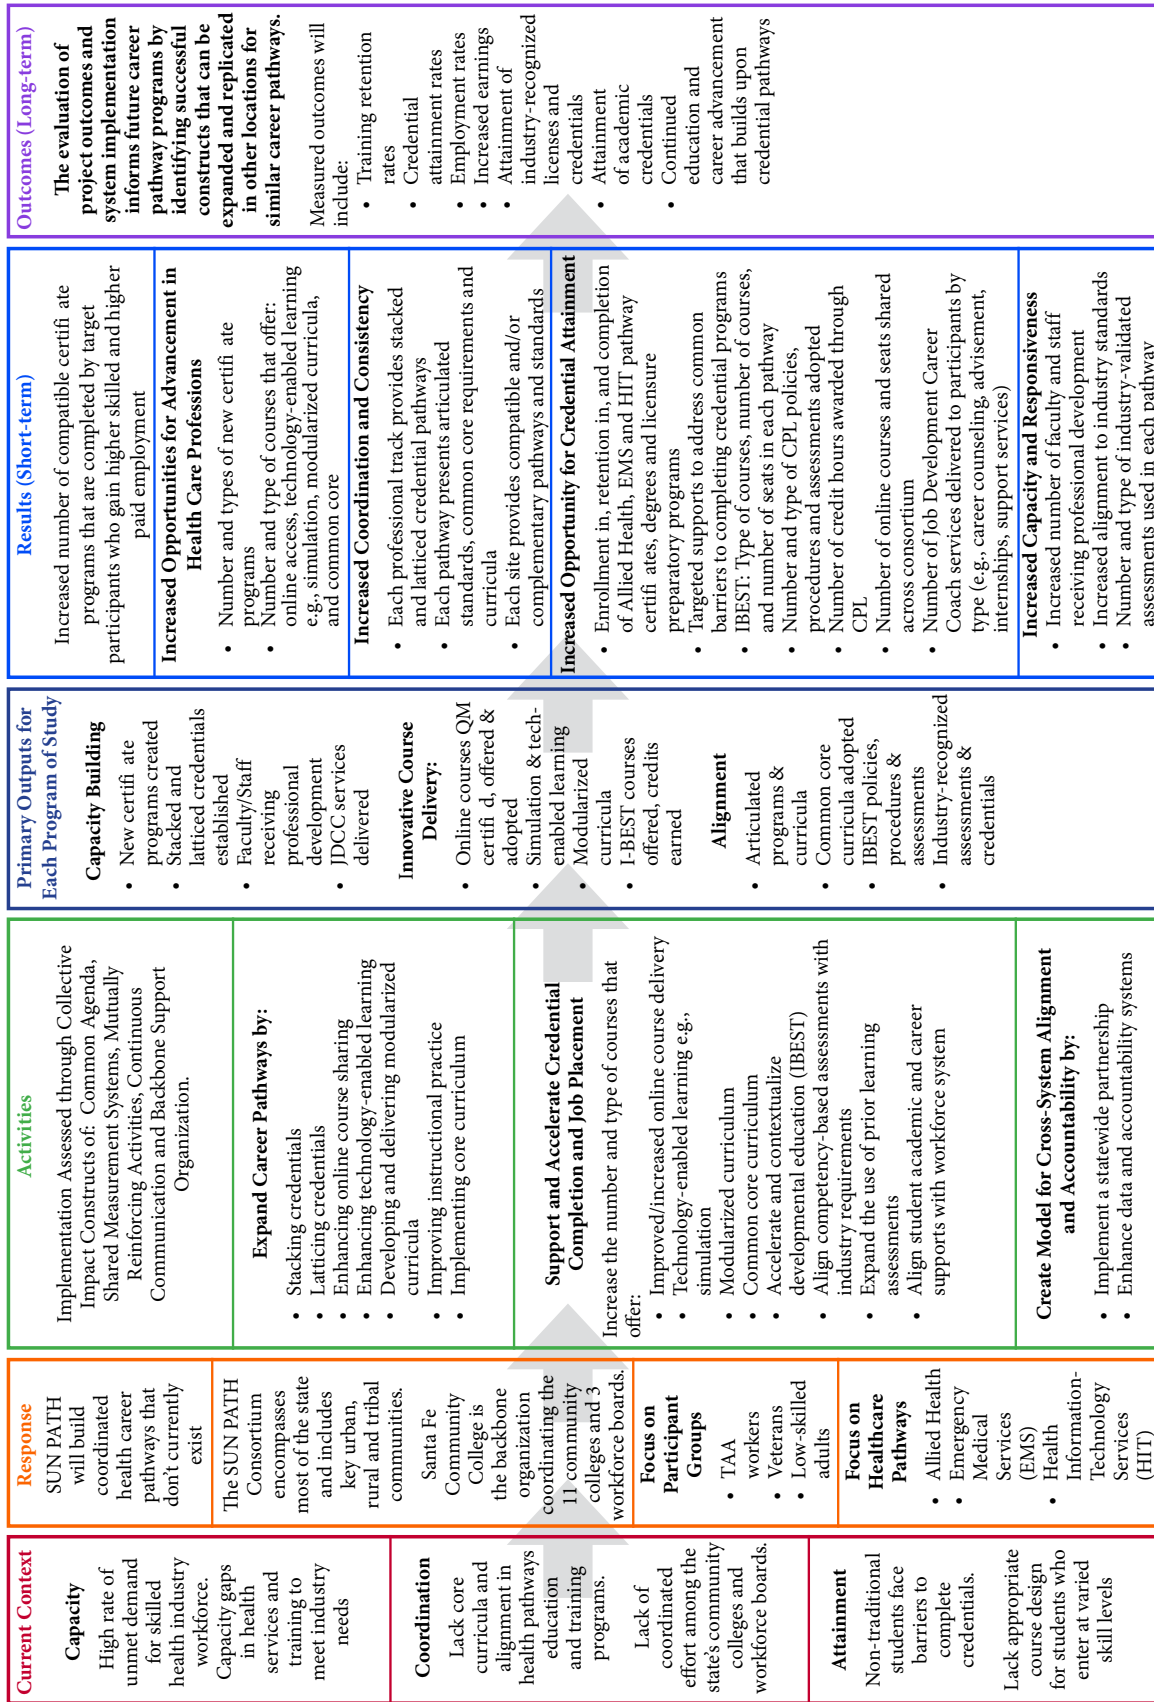 Current Context
Capacity
High rate of
unmet demand
for skilled
health industry
workforce.
Capacity gaps
in health
services and
training to
meet industry
needs
Coordination
Lack core
curricula and
alignment in
health pathways
education
and training
programs.
Lack of
coordinated
effort among the
state's community
colleges and
workforce boards.
Attainment
Non-traditional
students face
barriers to
complete
credentials.
Lack appropriate
course design
for students who
enter at varied
skill levels
Response
SUN PATH
will build
coordinated
health career
pathways that
don't currently
exist
The SUN PATH
Consortium
encompasses
most of the state
and includes
key urban,
rural and tribal
communities.
Santa Fe
Community
College is
the backbone
organization
coordinating the
11 community
colleges and 3
workforce boards.
Focus on
Participant
Groups
• TAA
workers
• Veterans
• Low-skilled
adults
Focus on
Healthcare
Pathways
• Allied Health
• Emergency
Medical
Services
(EMS)
• Health
Information-
Technology
Services
(HIT)
Activities
Implementation Assessed through Collective
Impact Constructs of: Common Agenda,
Shared Measurement Systems, Mutually
Reinforcing Activities, Continuous
Communication and Backbone Support
Organization.
Expand Career Pathways by:
• Stacking credentials
• Latticing credentials
• Enhancing online course sharing
• Enhancing technology-enabled learning
• Developing and delivering modularized
curricula
• Improving instructional practice
• Implementing core curriculum
Support and Accelerate Credential
Completion and Job Placement
Increase the number and type of courses that
offer:
• Improved/increased online course delivery
• Technology-enabled learning e.g.,
simulation
• Modularized curriculum
• Common core curriculum
• Accelerate and contextualize
developmental education (IBEST)
• Align competency-based assessments with
industry requirements
• Expand the use of prior learning
assessments
• Align student academic and career
supports with workforce system
Create Model for Cross-System Alignment
and Accountability by:
• Implement a statewide partnership
• Enhance data and accountability systems
Primary Outputs for
Each Program of Study
Capacity Building
• New certifi ate
programs created
• Stacked and
latticed credentials
established
• Faculty/Staff
receiving
professional
development
• JDCC services
delivered
Innovative Course
Delivery:
• Online courses QM
certifi d, offered &
adopted
• Simulation & tech-
enabled learning
• Modularized
curricula
• I-BEST courses
offered, credits
earned
Alignment
• Articulated
programs &
curricula
• Common core
curricula adopted
• IBEST policies,
procedures &
assessments
• Industry-recognized
assessments &
credentials
Results (Short-term)
Increased number of compatible certifi ate
programs that are completed by target
participants who gain higher skilled and higher
paid employment
Increased Opportunities for Advancement in
Health Care Professions
• Number and types of new certifi ate
programs
• Number and type of courses that offer:
online access, technology-enabled learning
e.g., simulation, modularized curricula,
and common core
Increased Coordination and Consistency
• Each professional track provides stacked
and latticed credential pathways
• Each pathway presents articulated
standards, common core requirements and
curricula
• Each site provides compatible and/or
complementary pathways and standards
Increased Opportunity for Credential Attainment
• Enrollment in, retention in, and completion
of Allied Health, EMS and HIT pathway
certifi ates, degrees and licensure
preparatory programs
• Targeted supports to address common
barriers to completing credential programs
• IBEST: Type of courses, number of courses,
and number of seats in each pathway
• Number and type of CPL policies,
procedures and assessments adopted
• Number of credit hours awarded through
CPL
• Number of online courses and seats shared
across consortium
• Number of Job Development Career
Coach services delivered to participants by
type (e.g., career counseling, advisement,
internships, support services)
Increased Capacity and Responsiveness
• Increased number of faculty and staff
receiving professional development
• Increased alignment to industry standards
• Number and type of industry-validated
assessments used in each pathway
Outcomes (Long-term)
The evaluation of
project outcomes and
system implementation
informs future career
pathway programs by
identifying successful
constructs that can be
expanded and replicated
in other locations for
similar career pathways.
Measured outcomes will
include:
• Training retention
rates
• Credential
attainment rates
• Employment rates
• Increased earnings
• Attainment of
industry-recognized
licenses and
credentials
• Attainment
of academic
credentials
• Continued
education and
career advancement
that builds upon
credential pathways